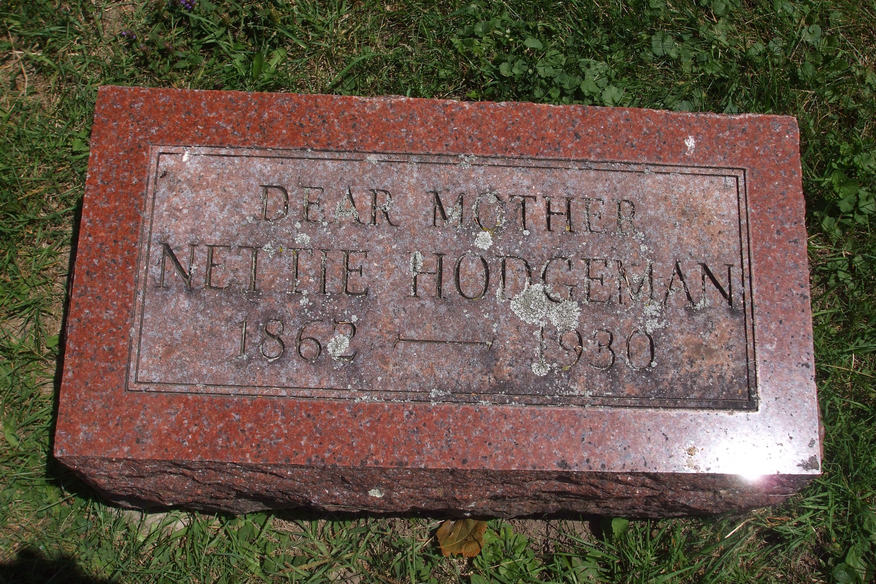 DEAR MOTHER
NETTIE HODGEMAN
1862 — 1930